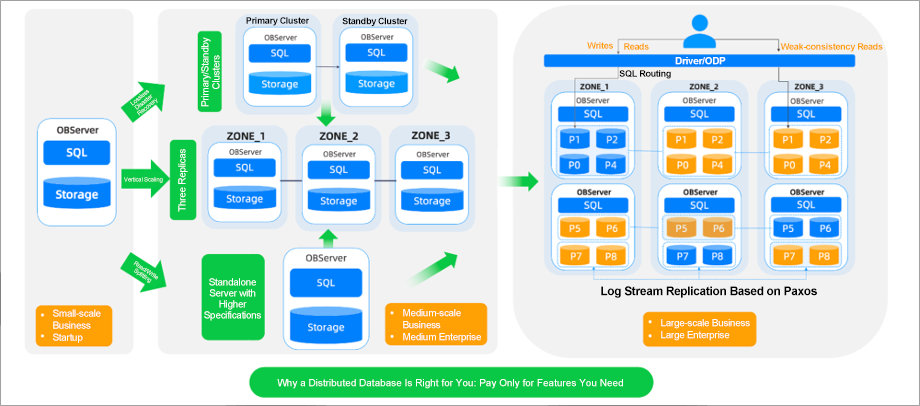 OBServer
SQL
Storage
Small-scale
Business
Startup
Lossless
Disaster
Recovery
Vertical Scaling
Read/Write
Splitting
Primary/Standby
Clusters
Primary Cluster
OBServer
SQL
Storage
Standby Cluster
OBServer
SQL
Storage
Three Replicas
ZONE_1
OBServer
SQL
Storage
ZONE_2
OBServer
SQL
Storage
ZONE_3
OBServer
SQL
Storage
Standalone
Server with
Higher
Specifications
OBServer
SQL
Storage
Medium-scale
Business
Medium Enterprise
Writes
Reads
Weak-consistency Reads
Driver/ODP
SQL Routing
ZONE_1
OBServer
SQL
P1 P2
P0 P4
OBServer
SQL
P5 P6
P7 P8
ZONE_2
OBServer
SQL
P1 P2
P0 P4
OBServer
SQL
P5 P6
P7 P8
ZONE_3
OBServer
SQL
P1 P2
P0 P4
OBServer
SQL
P5 P6
P7 P8
Log Stream Replication Based on Paxos
Large-scale Business
Large Enterprise
Why a Distributed Database Is Right for You: Pay Only for Features You Need